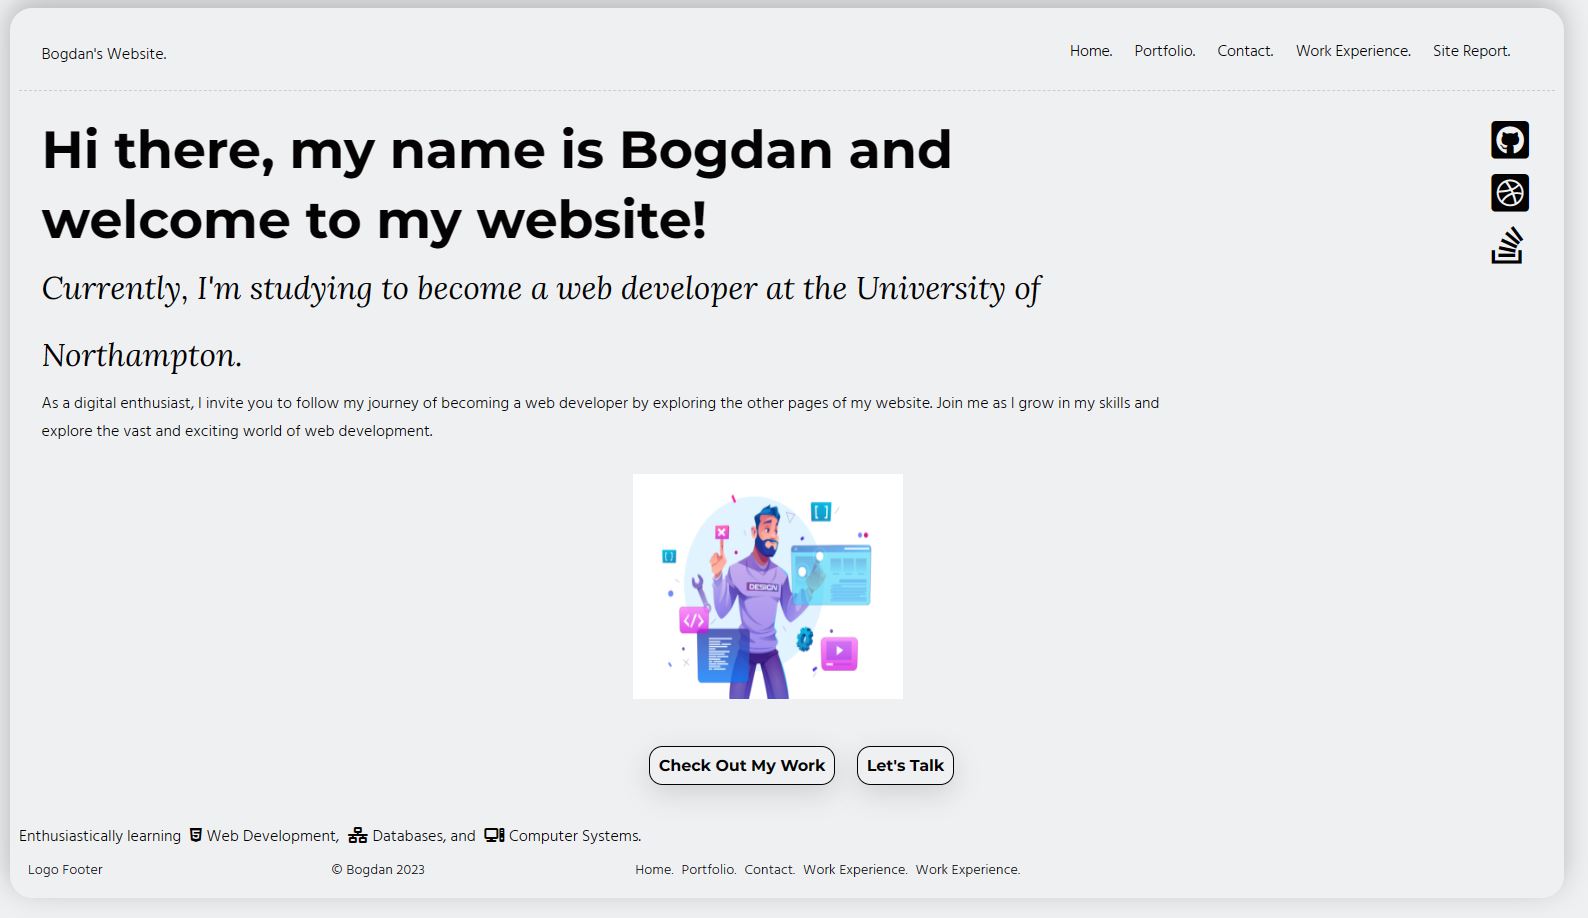 Bogdan's Website.
Home. Portfolio. Contact. Work Experience. Site Report.
Hi there, my name is Bogdan and
welcome to my website!
Currently, I'm studying to become a web developer at the University of
Northampton.
As a digital enthusiast, I invite you to follow my journey of becoming a web developer by exploring the other pages of my website. Join me as I grow in my skills and
explore the vast and exciting world of web development.
[ ]
{ }
DESIGN
</>
Check Out My Work
Let's Talk
Enthusiastically learning Web Development, Databases, and Computer Systems.
Logo Footer
© Bogdan 2023
Home. Portfolio. Contact. Work Experience. Work Experience.